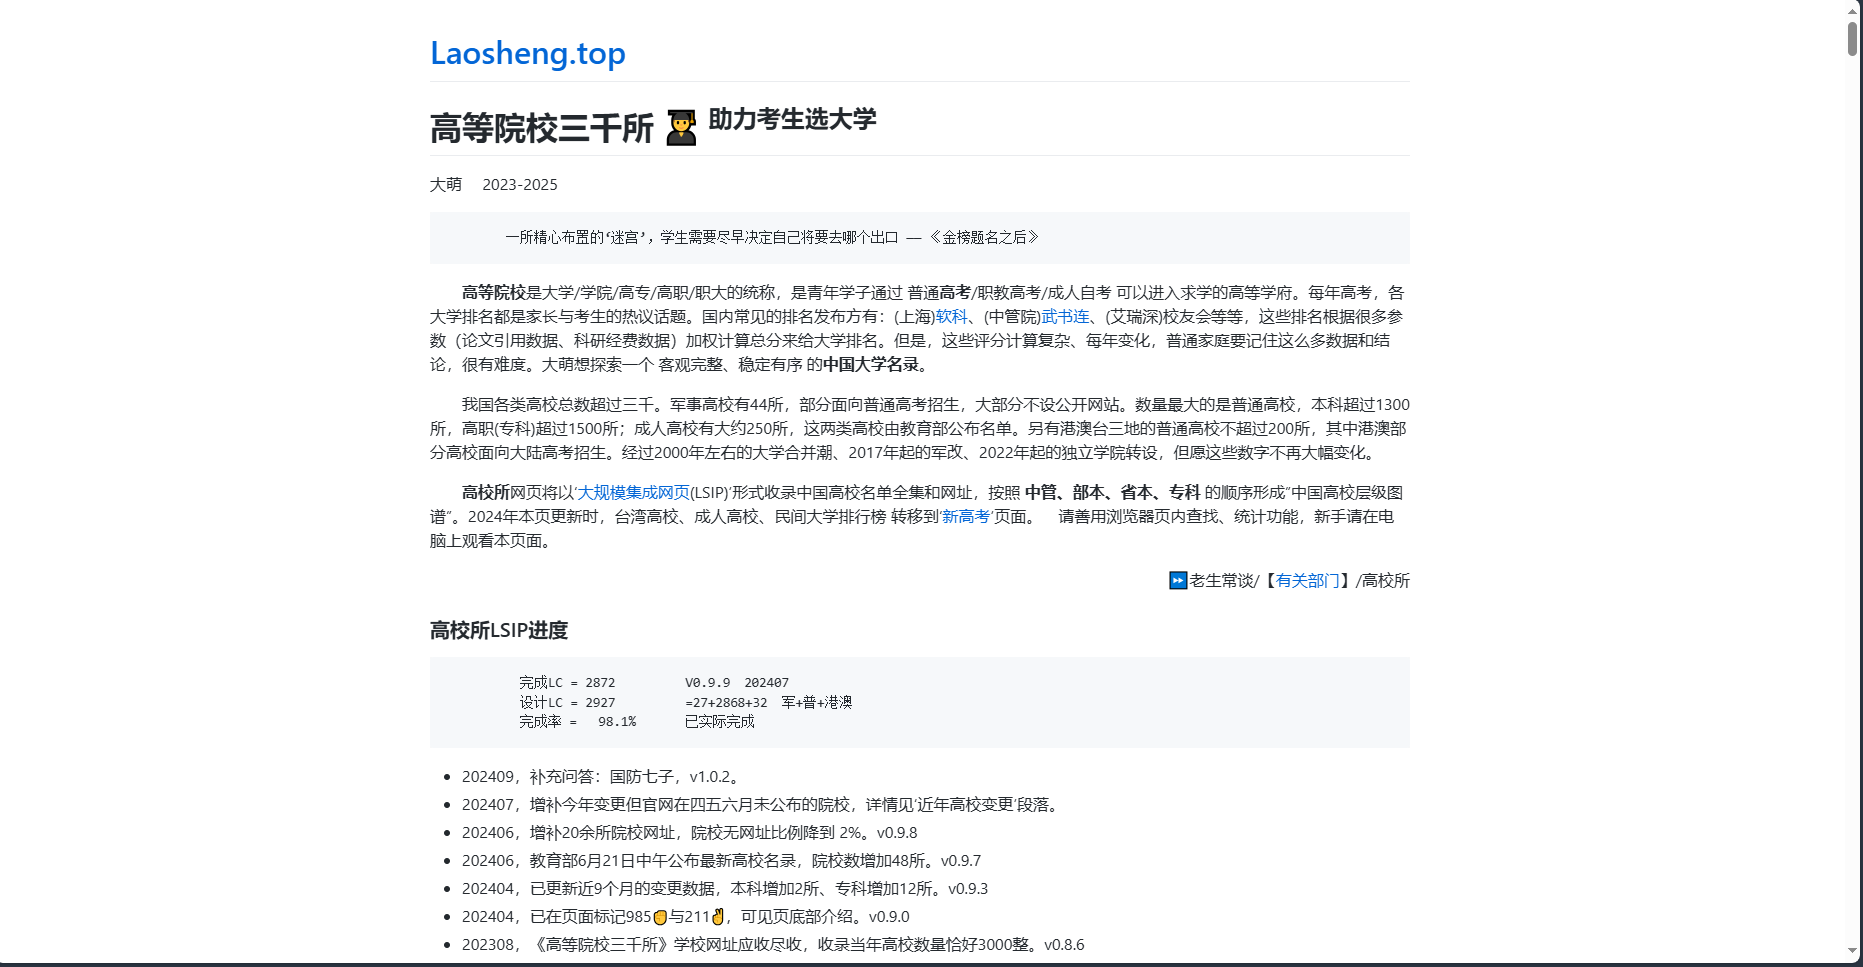 Laosheng.top
高等院校三千所 👨‍🎓 助力考生选大学
大萌 2023-2025
一所精心布置的‘迷宫’，学生需要尽早决定自己将要去哪个出口 — 《金榜题名之后》
高等院校是大学/学院/高专/高职/职大的统称，是青年学子通过 普通高考/职教高考/成人自考 可以进入求学的高等学府。每年高考，各
大学排名都是家长与考生的热议话题。国内常见的排名发布方有：(上海)软科、(中管院)武书连、(艾瑞深)校友会等等，这些排名根据很多参
数（论文引用数据、科研经费数据）加权计算总分来给大学排名。但是，这些评分计算复杂、每年变化，普通家庭要记住这么多数据和结
论，很有难度。大萌想探索一个 客观完整、稳定有序 的中国大学名录。
我国各类高校总数超过三千。军事高校有44所，部分面向普通高考招生，大部分不设公开网站。数量最大的是普通高校，本科超过1300
所，高职(专科)超过1500所；成人高校有大约250所，这两类高校由教育部公布名单。另有港澳台三地的普通高校不超过200所，其中港澳部
分高校面向大陆高考招生。经过2000年左右的大学合并潮、2017年起的军改、2022年起的独立学院转设，但愿这些数字不再大幅变化。
高校所网页将以‘大规模集成网页(LSIP)’形式收录中国高校名单全集和网址，按照 中管、部本、省本、专科 的顺序形成“中国高校层级图
谱”。2024年本页更新时，台湾高校、成人高校、民间大学排行榜 转移到‘新高考’页面。 请善用浏览器页内查找、统计功能，新手请在电
脑上观看本页面。
⏩老生常谈/【有关部门】/高校所
高校所LSIP进度
完成LC = 2872 V0.9.9 202407
设计LC = 2927 =27+2868+32 军+普+港澳
完成率 = 98.1% 已实际完成
• 202409，补充问答：国防七子，v1.0.2。
• 202407，增补今年变更但官网在四五六月未公布的院校，详情见‘近年高校变更’段落。
• 202406，增补20余所院校网址，院校无网址比例降到 2%。v0.9.8
• 202406，教育部6月21日中午公布最新高校名录，院校数增加48所。v0.9.7
• 202404，已更新近9个月的变更数据，本科增加2所、专科增加12所。v0.9.3
• 202404，已在页面标记985✊与211✌，可见页底部介绍。v0.9.0
• 202308，《高等院校三千所》学校网址应收尽收，收录当年高校数量恰好3000整。v0.8.6